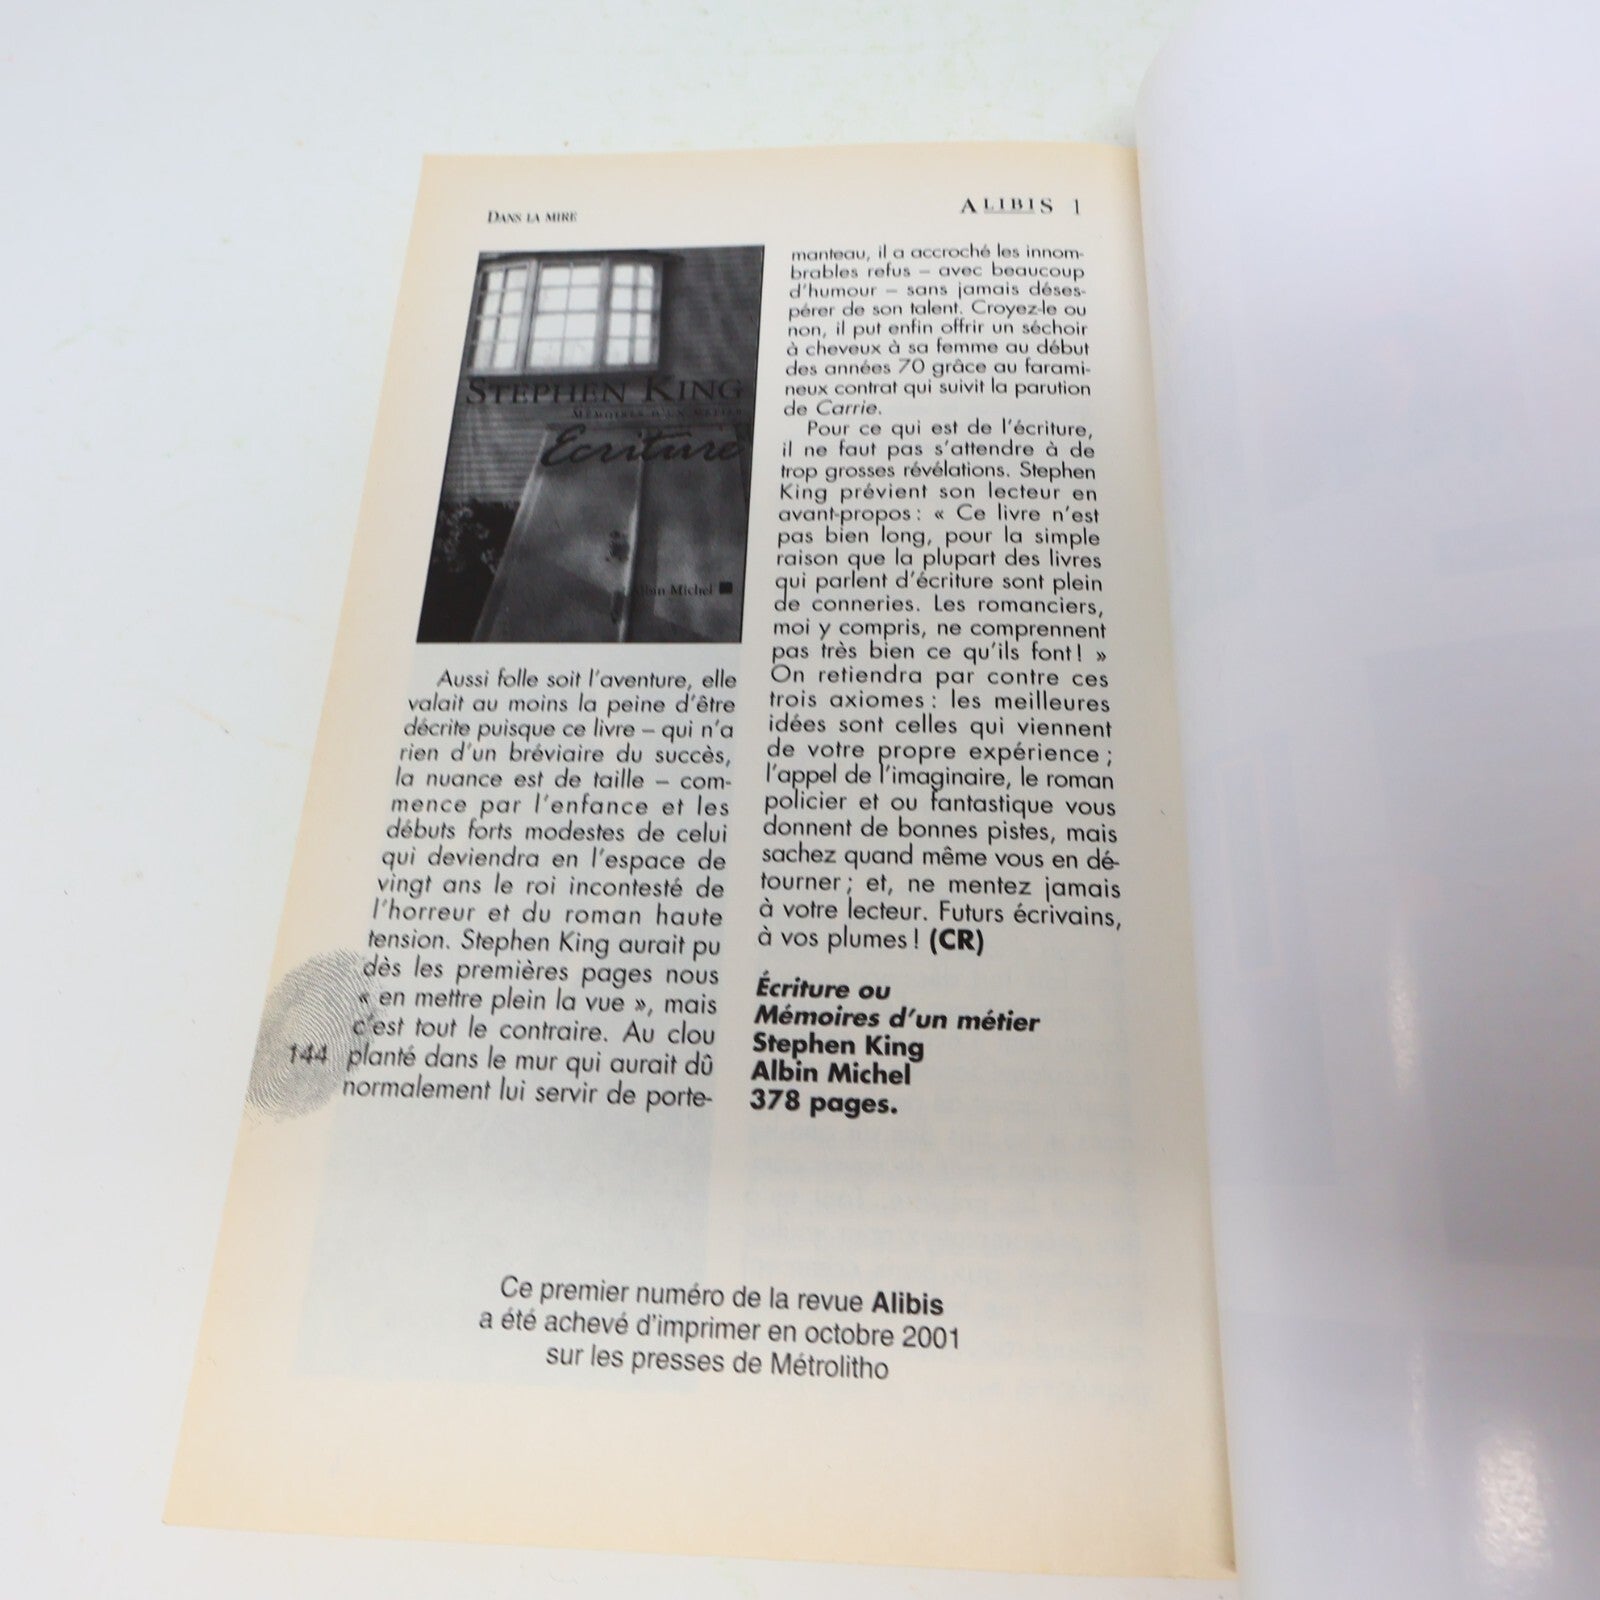 DANS LA MIRE
ALIBIS 1
STEPHEN KING
MÉMOIRES D'UN MÉTIER
Écriture
Albin Michel
Aussi folle soit l'aventure, elle
valait au moins la peine d'être
décrite puisque ce livre – qui n'a
rien d'un bréviaire du succès,
la nuance est de taille – com-
mence par l'enfance et les
débuts forts modestes de celui
qui deviendra en l'espace de
vingt ans le roi incontesté de
l'horreur et du roman haute
tension. Stephen King aurait pu
dès les premières pages nous
« en mettre plein la vue », mais
c'est tout le contraire. Au clou
planté dans le mur qui aurait dû
normalement lui servir de porte-
144
manteau, il a accroché les innom-
brables refus – avec beaucoup
d'humour – sans jamais déses-
pérer de son talent. Croyez-le ou
non, il put enfin offrir un séchoir
à cheveux à sa femme au début
des années 70 grâce au farami-
neux contrat qui suivit la parution
de Carrie.
Pour ce qui est de l'écriture,
il ne faut pas s'attendre à de
trop grosses révélations. Stephen
King prévient son lecteur en
avant-propos : « Ce livre n'est
pas bien long, pour la simple
raison que la plupart des livres
qui parlent d'écriture sont plein
de conneries. Les romanciers,
moi y compris, ne comprennent
pas très bien ce qu'ils font ! »
On retiendra par contre ces
trois axiomes : les meilleures
idées sont celles qui viennent
de votre propre expérience ;
l'appel de l'imaginaire, le roman
policier et ou fantastique vous
donnent de bonnes pistes, mais
sachez quand même vous en dé-
tourner ; et, ne mentez jamais
à votre lecteur. Futurs écrivains,
à vos plumes ! (CR)
Écriture ou
Mémoires d'un métier
Stephen King
Albin Michel
378 pages.
Ce premier numéro de la revue Alibis
a été achevé d'imprimer en octobre 2001
sur les presses de Métrolitho